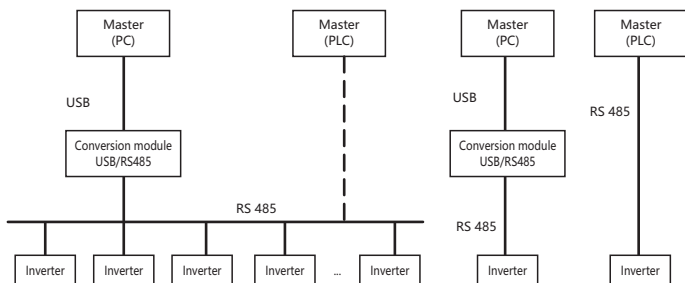 Master
(PC)
Master
(PLC)
Master
(PC)
Master
(PLC)
USB
USB
RS 485
Conversion module
USB/RS485
Conversion module
USB/RS485
RS 485
RS 485
Inverter
Inverter
Inverter
Inverter
...
Inverter
Inverter
Inverter